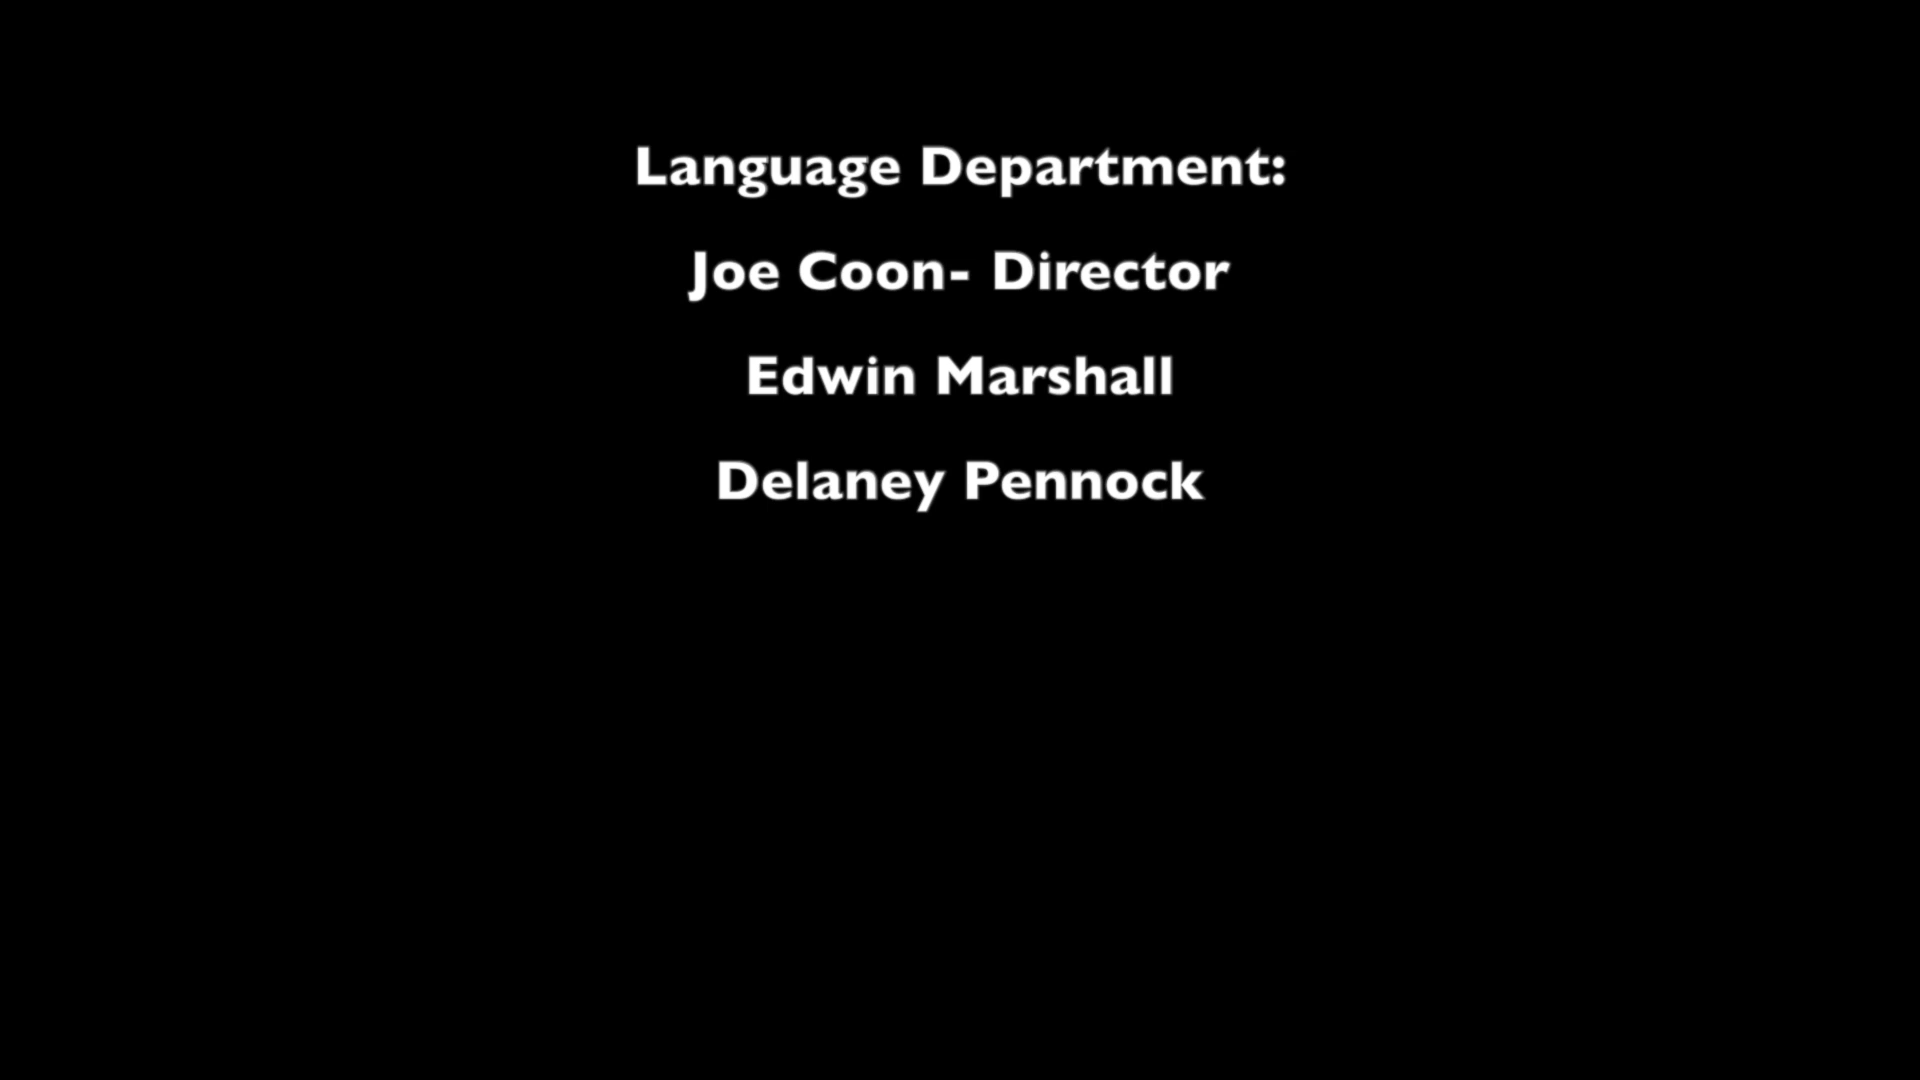 Language Department:
Joe Coon- Director
Edwin Marshall
Delaney Pennock